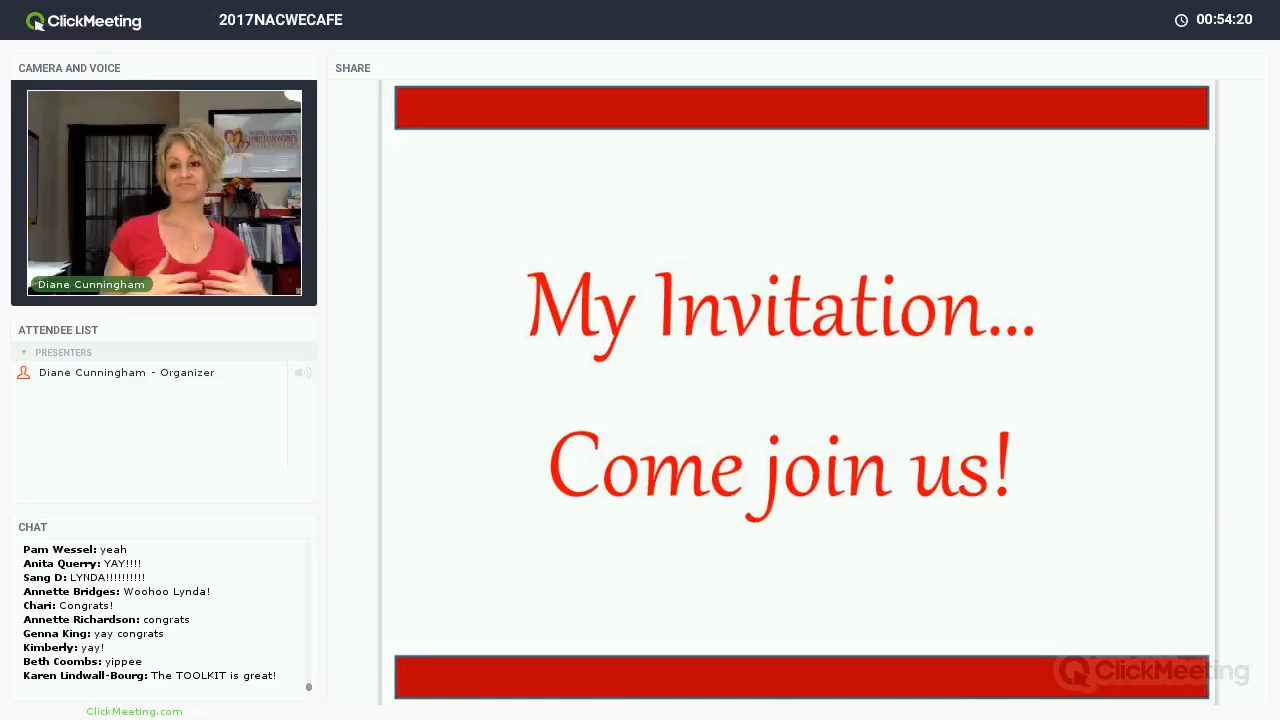 ClickMeeting
2017NACWECAFE
00:54:20
CAMERA AND VOICE
Diane Cunningham
ATTENDEE LIST
PRESENTERS
Diane Cunningham - Organizer
CHAT
Pam Wessel: yeah
Anita Querry: YAY!!!!
Sang D: LYNDA!!!!!!!!!!
Annette Bridges: Woohoo Lynda!
Chari: Congrats!
Annette Richardson: congrats
Genna King: yay congrats
Kimberly: yay!
Beth Coombs: yippee
Karen Lindwall-Bourg: The TOOLKIT is great!
ClickMeeting.com
SHARE
My Invitation...
Come join us!
ClickMeeting